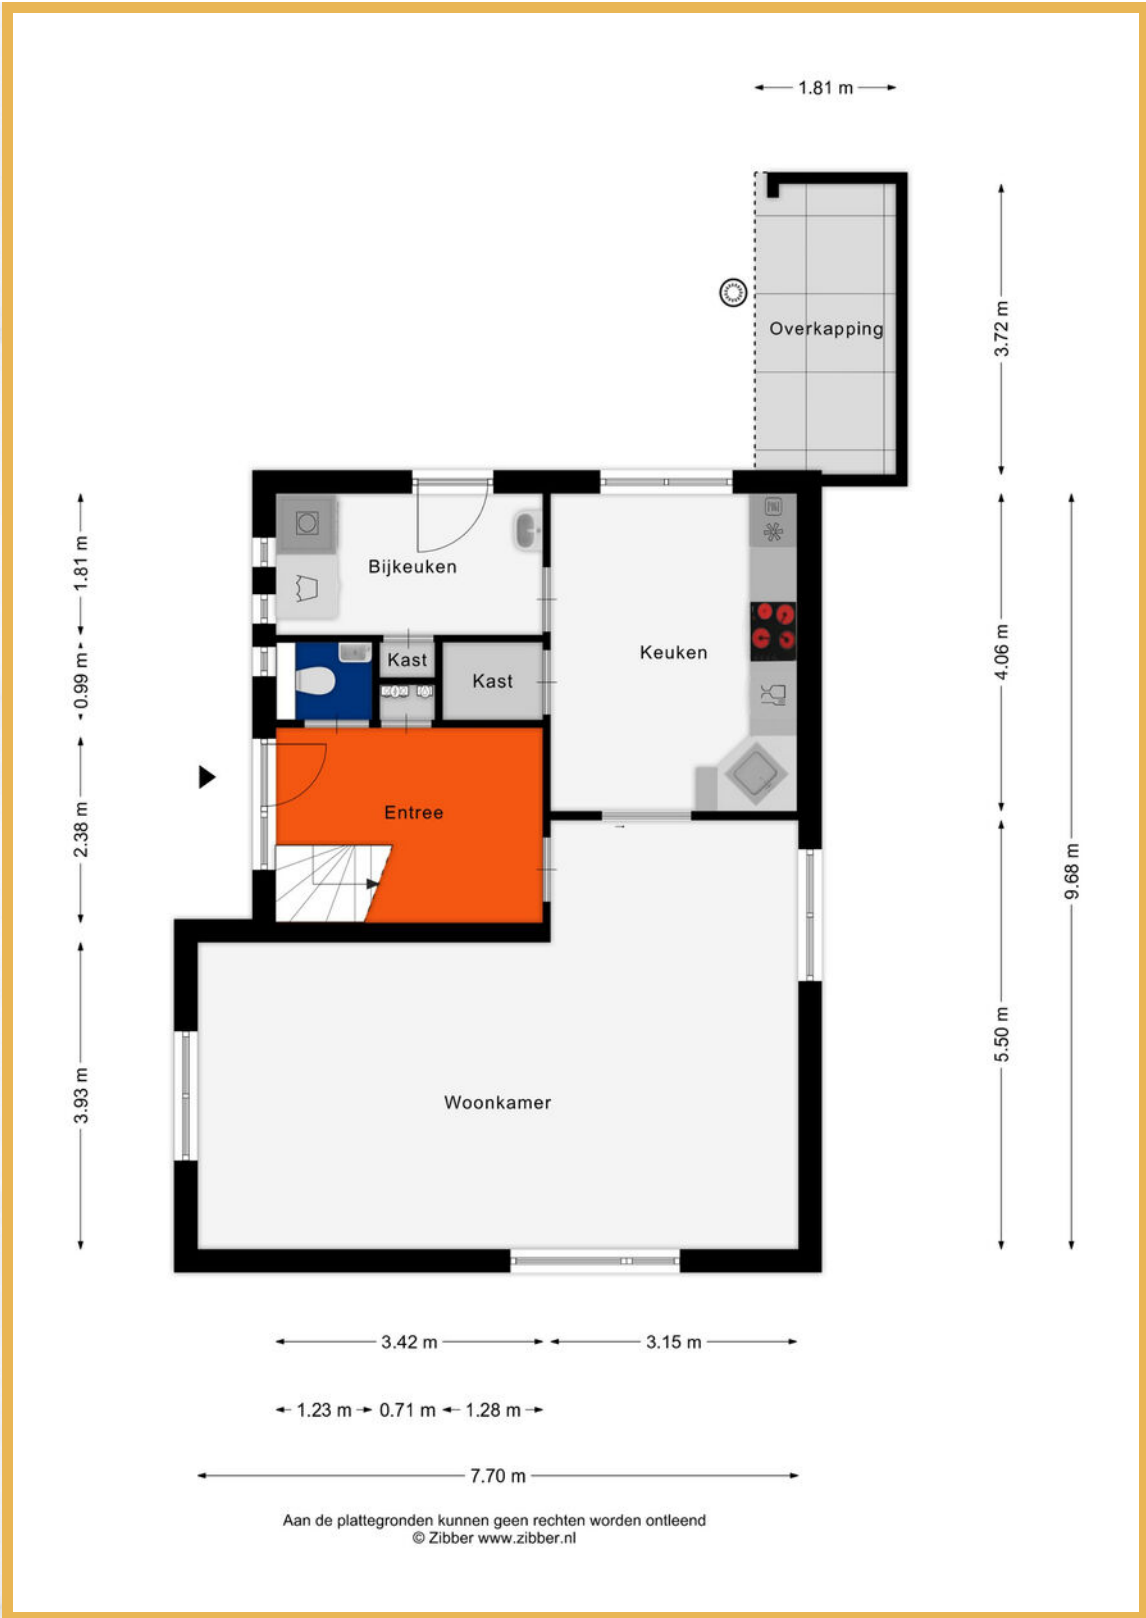 1.81 m
3.72 m
Overkapping
1.81 m
Bijkeuken
Keuken
4.06 m
0.99 m
Kast
Kast
2.38 m
Entree
9.68 m
5.50 m
3.93 m
Woonkamer
3.42 m
3.15 m
1.23 m
0.71 m
1.28 m
7.70 m
Aan de plattegronden kunnen geen rechten worden ontleend
© Zibber www.zibber.nl